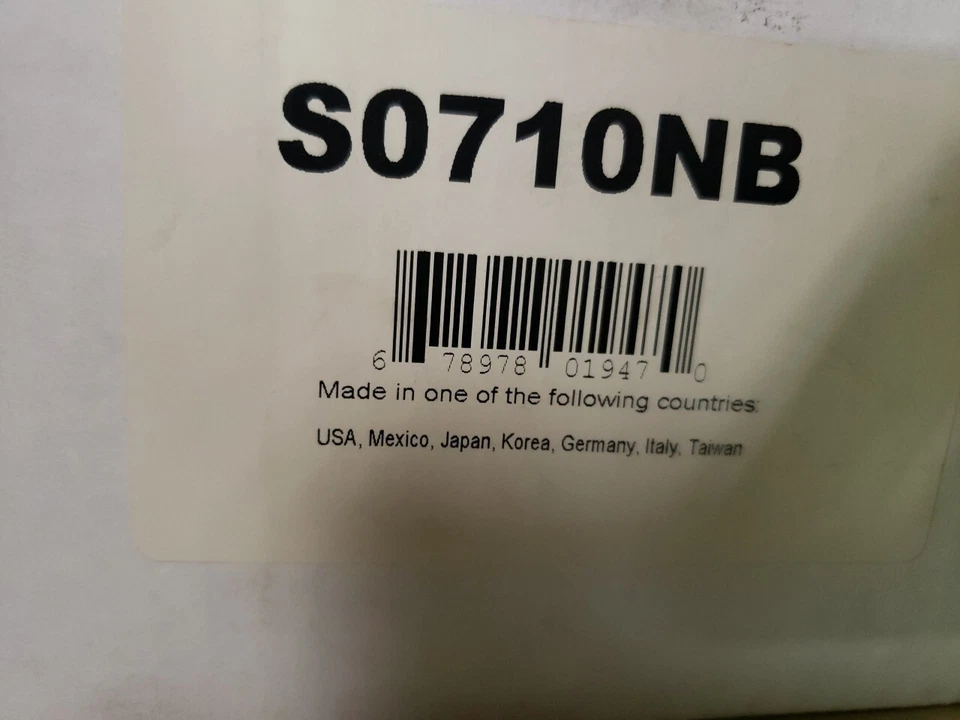 S0710NB
6 78978 01947 0
Made in one of the following countries:
USA, Mexico, Japan, Korea, Germany, Italy, Taiwan